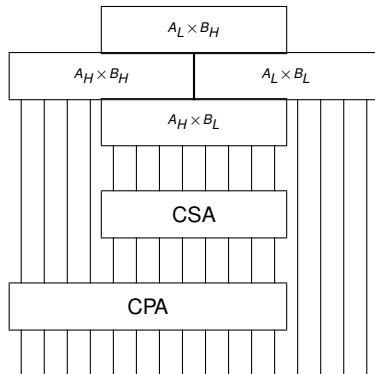 A_L × B_H
A_H × B_H
A_L × B_L
A_H × B_L
CSA
CPA